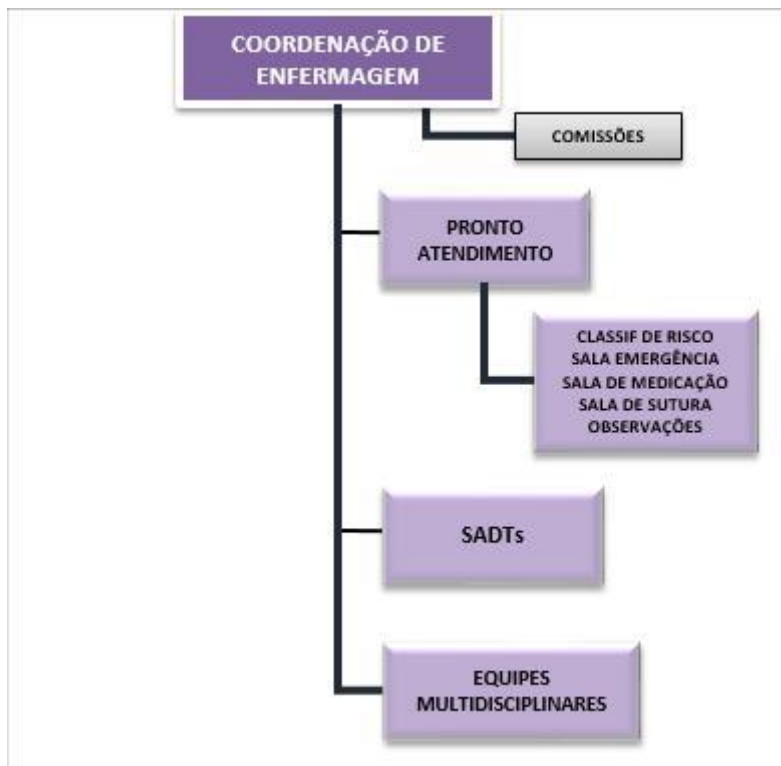 COORDENAÇÃO DE
ENFERMAGEM
COMISSÕES
PRONTO
ATENDIMENTO
CLASSIF DE RISCO
SALA EMERGÊNCIA
SALA DE MEDICAÇÃO
SALA DE SUTURA
OBSERVAÇÕES
SADTs
EQUIPES
MULTIDISCIPLINARES